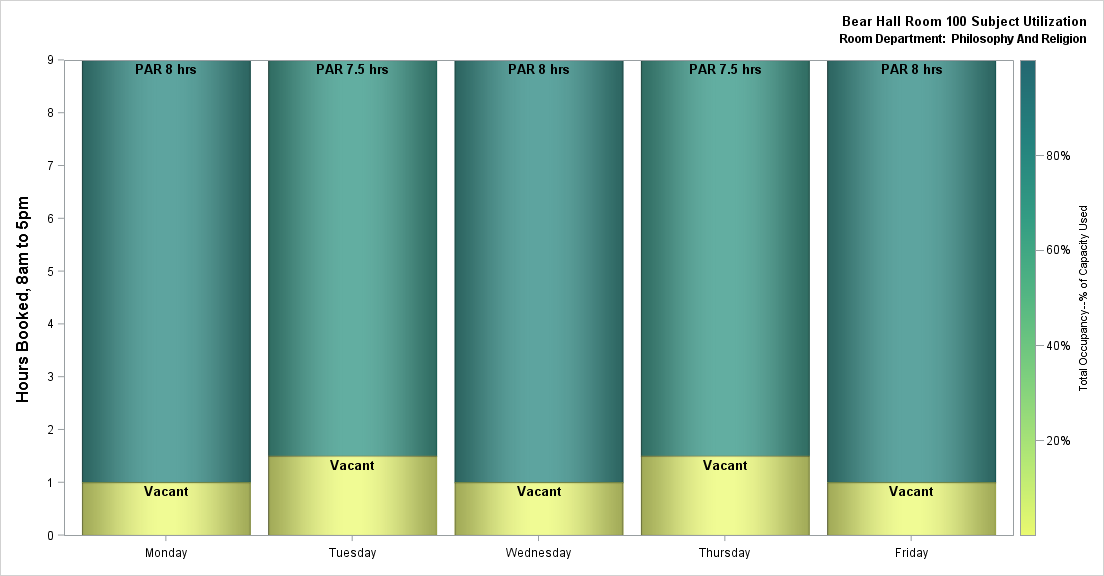 Bear Hall Room 100 Subject Utilization
Room Department: Philosophy And Religion
Hours Booked, 8am to 5pm
9
8
7
6
5
4
3
2
1
0
PAR 8 hrs
PAR 7.5 hrs
PAR 8 hrs
PAR 7.5 hrs
PAR 8 hrs
Vacant
Vacant
Vacant
Vacant
Vacant
Monday
Tuesday
Wednesday
Thursday
Friday
80%
60%
40%
20%
Total Occupancy--% of Capacity Used